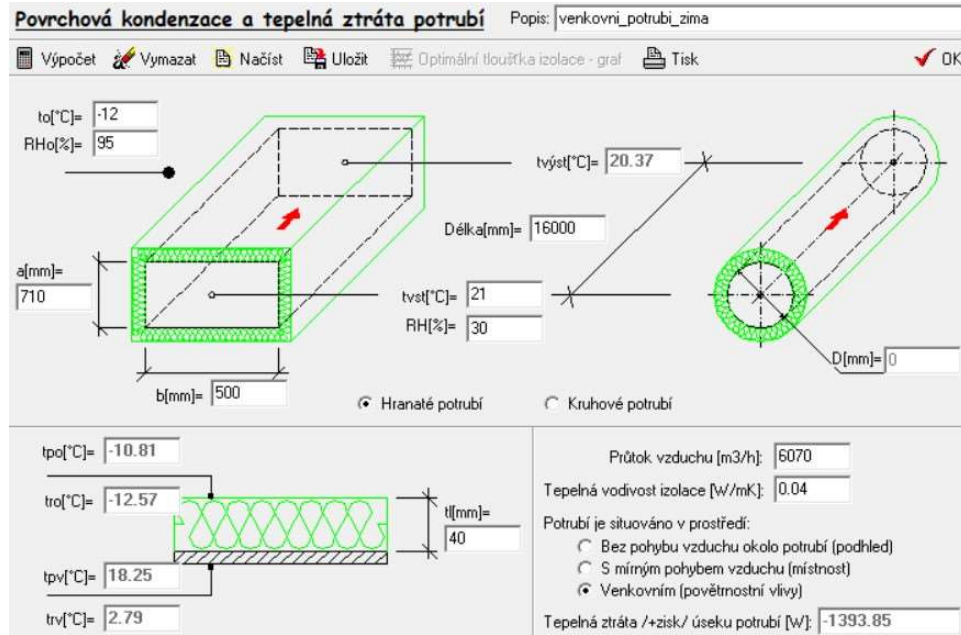 Povrchová kondenzace a tepelná ztráta potrubí Popis: venkovni_potrubi_zima
Výpočet Vymazat Načíst Uložit Optimální tloušťka izolace - graf Tisk OK
to[°C]= -12
RHo[%]= 95
tvýst[°C]= 20.37
Délka[mm]= 16000
a[mm]=
710
tvst[°C]= 21
RH[%]= 30
D[mm]= 0
b[mm]= 500
Hranaté potrubí Kruhové potrubí
tpo[°C]= -10.81
tro[°C]= -12.57
tl[mm]=
40
tpv[°C]= 18.25
trv[°C]= 2.79
Průtok vzduchu [m3/h]: 6070
Tepelná vodivost izolace [W/mK]: 0.04
Potrubí je situováno v prostředí:
Bez pohybu vzduchu okolo potrubí (podhled)
S mírným pohybem vzduchu (místnost)
Venkovním (povětrnostní vlivy)
Tepelná ztráta /+zisk/ úseku potrubí [W]: -1393.85